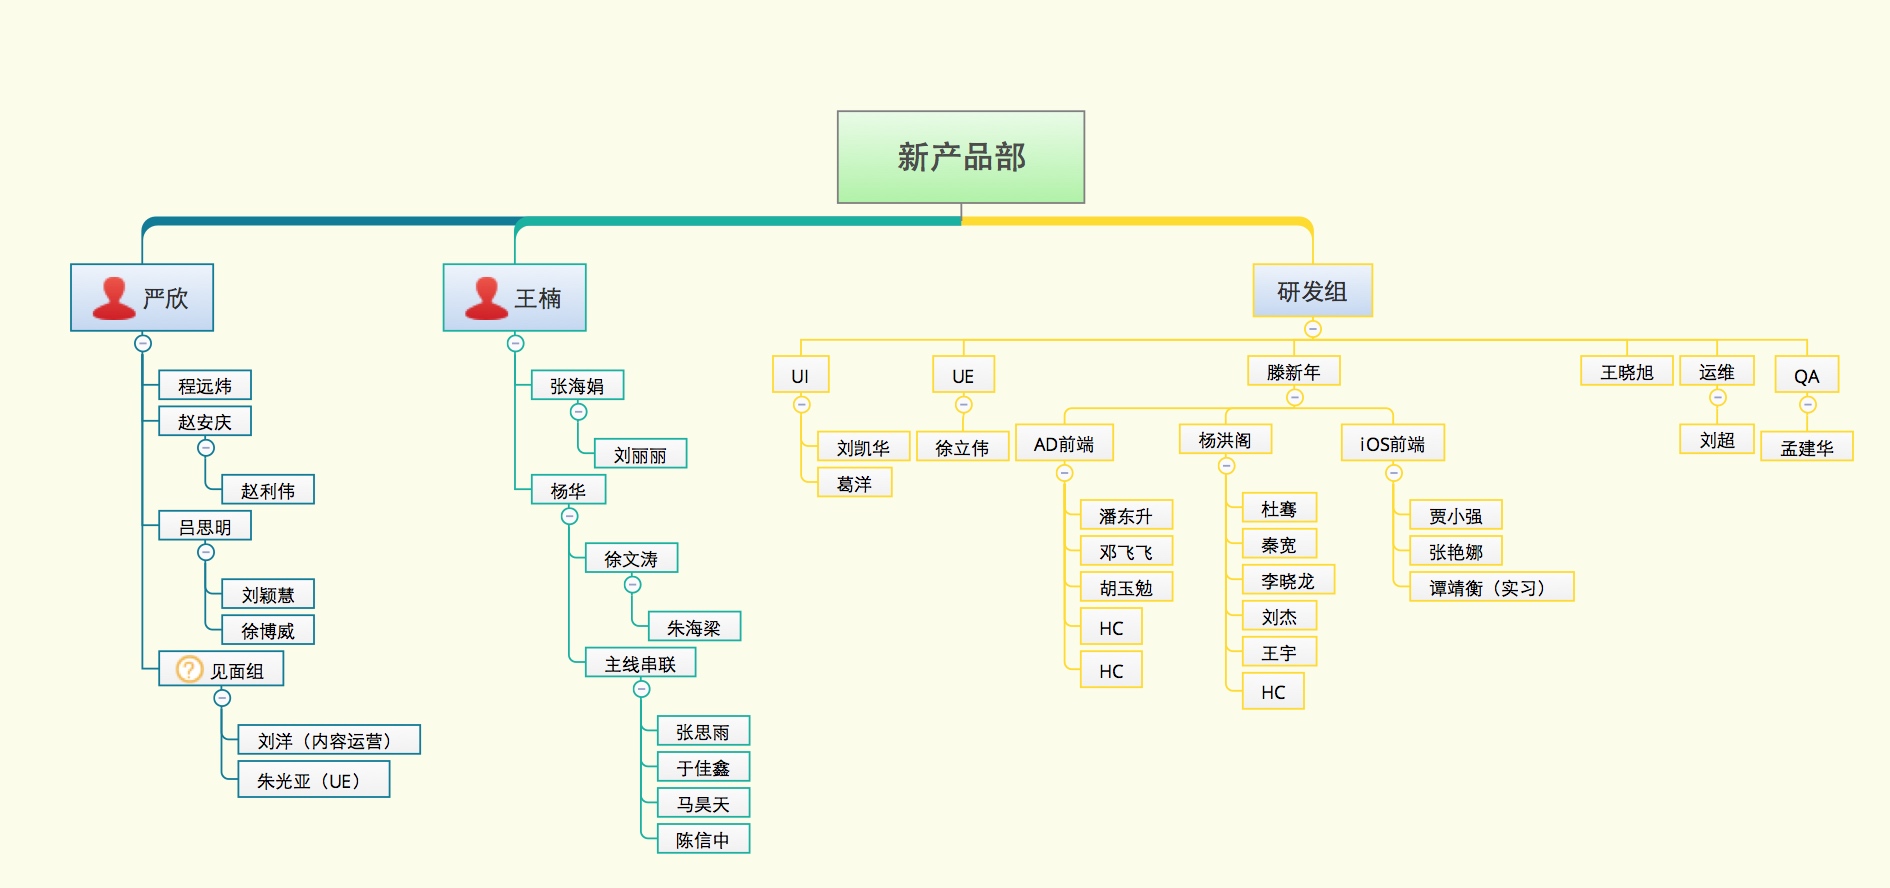 新产品部
严欣
程远炜
赵安庆
赵利伟
吕思明
刘颖慧
徐博威
见面组
刘洋（内容运营）
朱光亚（UE）
王楠
张海娟
刘丽丽
杨华
徐文涛
朱海梁
主线串联
张思雨
于佳鑫
马昊天
陈信中
研发组
UI
刘凯华
葛洋
UE
徐立伟
滕新年
AD前端
潘东升
邓飞飞
胡玉勉
HC
HC
杨洪阁
杜骞
秦宽
李晓龙
刘杰
王宇
HC
iOS前端
贾小强
张艳娜
谭靖衡（实习）
王晓旭
运维
刘超
QA
孟建华